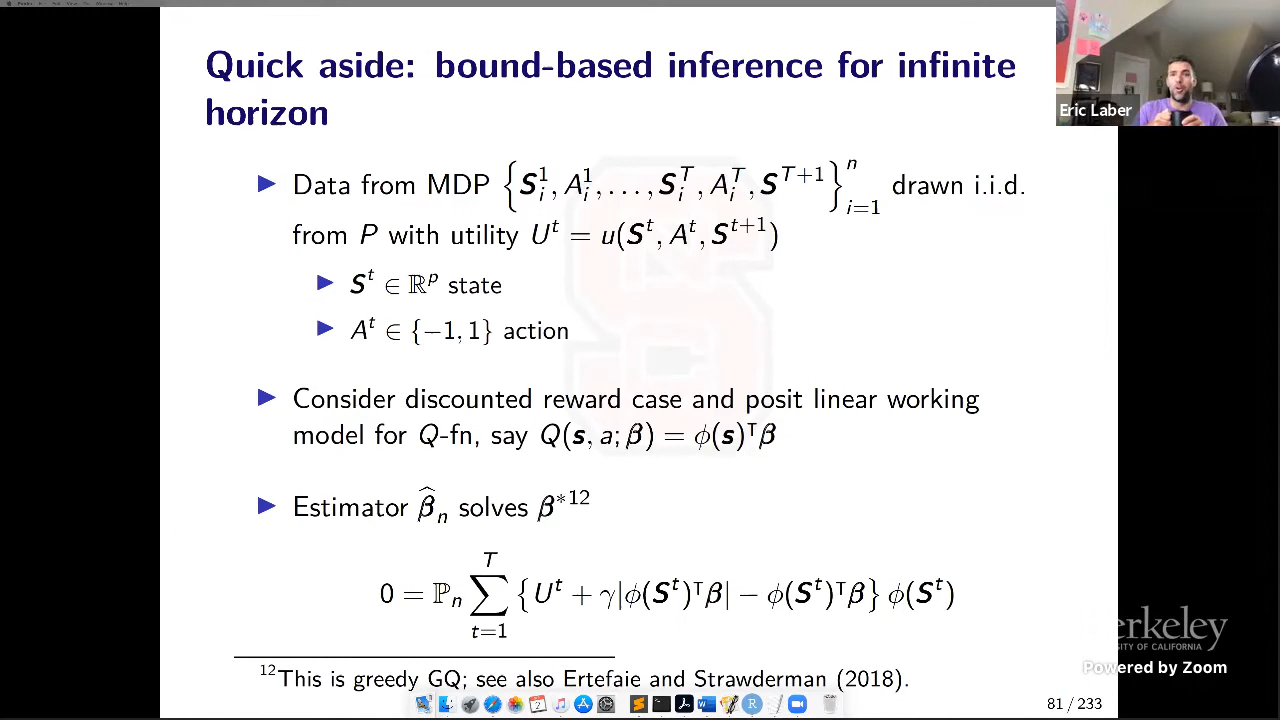 Quick aside: bound-based inference for infinite
horizon
Eric Laber
▶ Data from MDP {S_i^1, A_i^1, . . . , S_i^T, A_i^T, S^{T+1}}_{i=1}^n drawn i.i.d.
from P with utility U^t = u(S^t, A^t, S^{t+1})
▶ S^t ∈ ℝ^p state
▶ A^t ∈ {−1, 1} action
▶ Consider discounted reward case and posit linear working
model for Q-fn, say Q(s, a; β) = φ(s)^⊺β
▶ Estimator β̂_n solves β^{*12}
0 = ℙ_n ∑_{t=1}^T {U^t + γ|φ(S^t)^⊺β| − φ(S^t)^⊺β} φ(S^t)
^12 This is greedy GQ; see also Ertefaie and Strawderman (2018).
81 / 233
erkeley
OF CALIFORNIA
Powered by Zoom